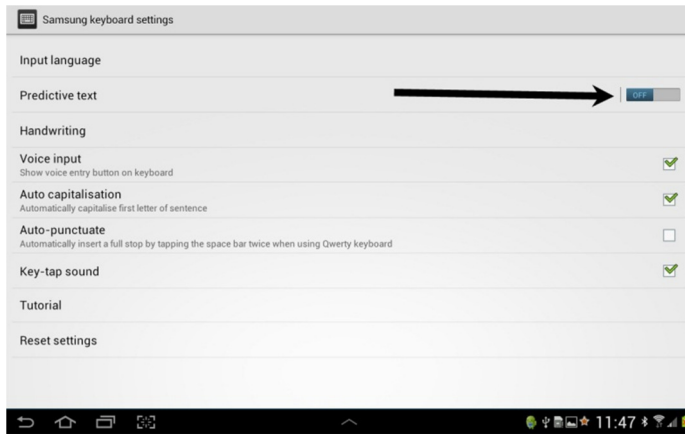 Samsung keyboard settings
Input language
Predictive text
OFF
Handwriting
Voice input
Show voice entry button on keyboard
Auto capitalisation
Automatically capitalise first letter of sentence
Auto-punctuate
Automatically insert a full stop by tapping the space bar twice when using Qwerty keyboard
Key-tap sound
Tutorial
Reset settings
11:47